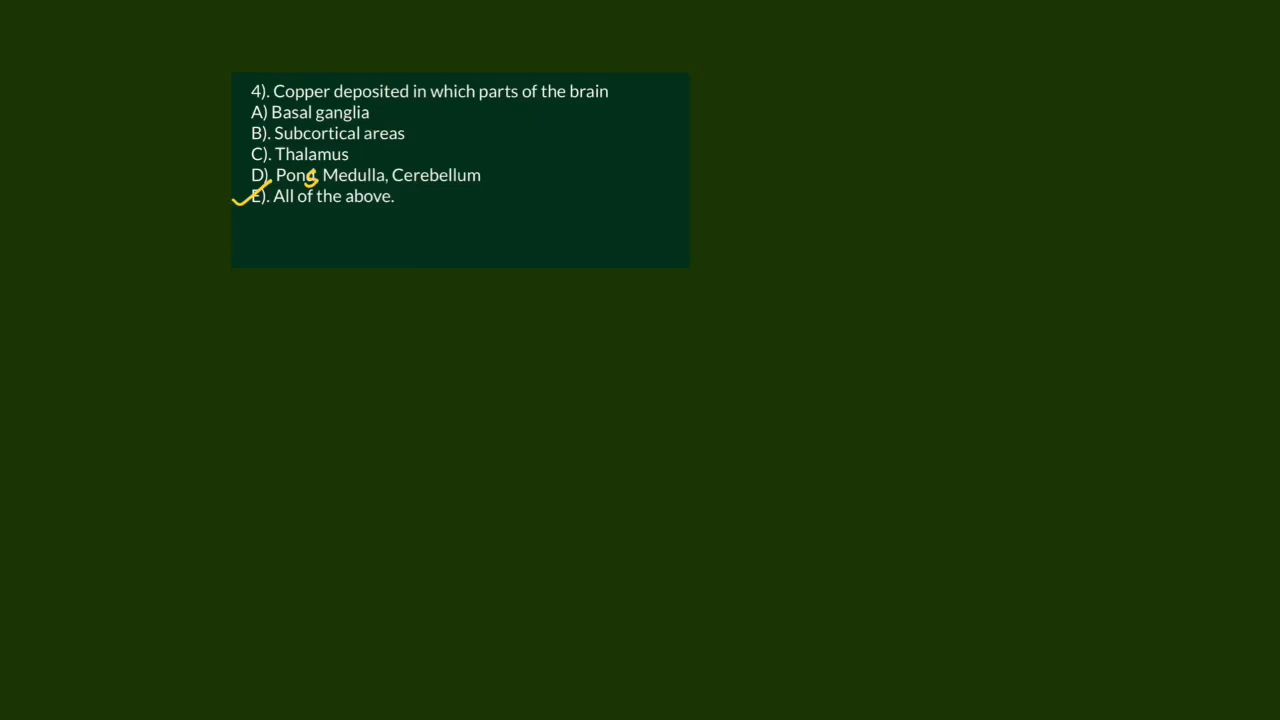 4). Copper deposited in which parts of the brain
A) Basal ganglia
B). Subcortical areas
C). Thalamus
D). Pons, Medulla, Cerebellum
E). All of the above.